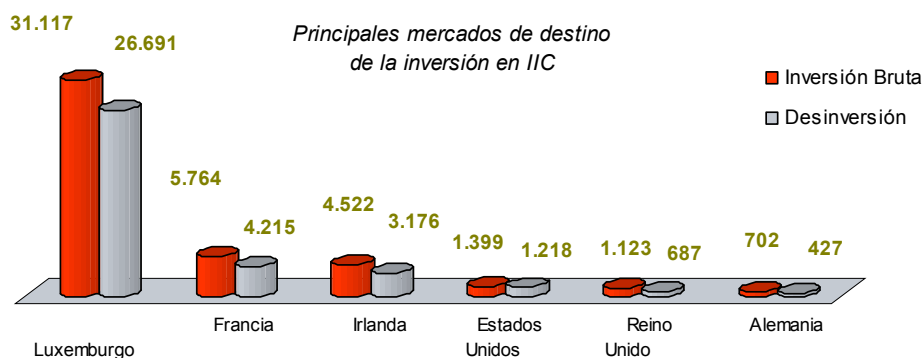 Principales mercados de destino
de la inversión en IIC
Inversión Bruta
Desinversión
31.117
26.691
5.764
4.215
4.522
3.176
1.399
1.218
1.123
687
702
427
Luxemburgo
Francia
Irlanda
Estados
Unidos
Reino
Unido
Alemania